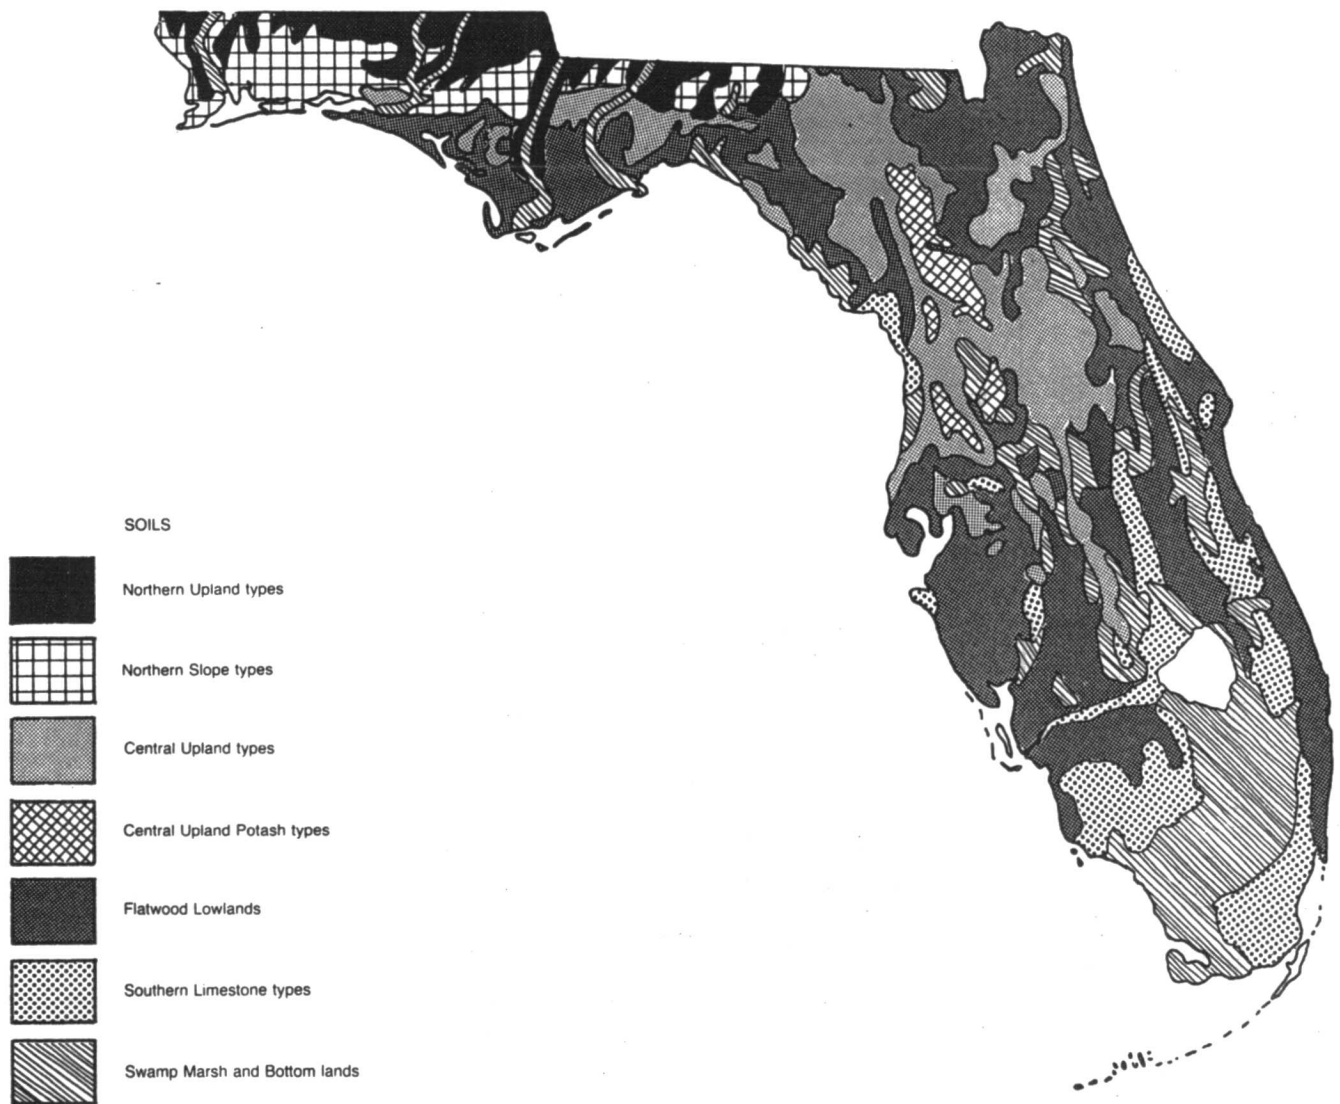 SOILS
Northern Upland types
Northern Slope types
Central Upland types
Central Upland Potash types
Flatwood Lowlands
Southern Limestone types
Swamp Marsh and Bottom lands